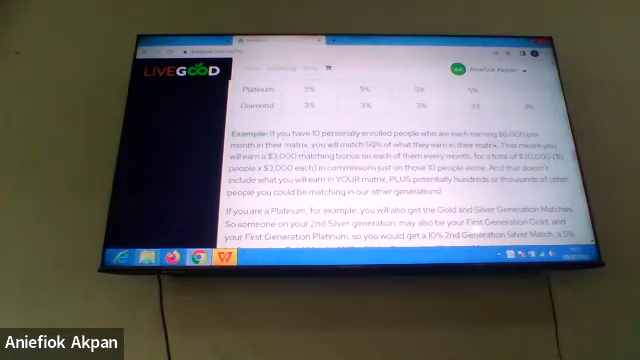 LIVEGOOD
Aniefiok Akpan
Platinum 5% 5% 5% 5%
Diamond 3% 3% 3% 3% 3%
Example: If you have 10 personally enrolled people who are each earning $6,000 per
month in their matrix, you will match 50% of what they earn in their matrix. That means you
will earn a $3,000 matching bonus on each of them every month, for a total of $30,000 (10
people x $3,000 each) in commissions just on those 10 people alone. And that doesn't
include what you will earn in YOUR matrix, PLUS potentially hundreds or thousands of other
people you could be matching in our other generations!
If you are a Platinum, for example, you will also get the Gold and Silver Generation Matches.
So someone on your 2nd Silver generation, may also be your First Generation Gold, and
your First Generation Platinum, so you would get a 10% 2nd Generation Silver Match, a 5%
Aniefiok Akpan